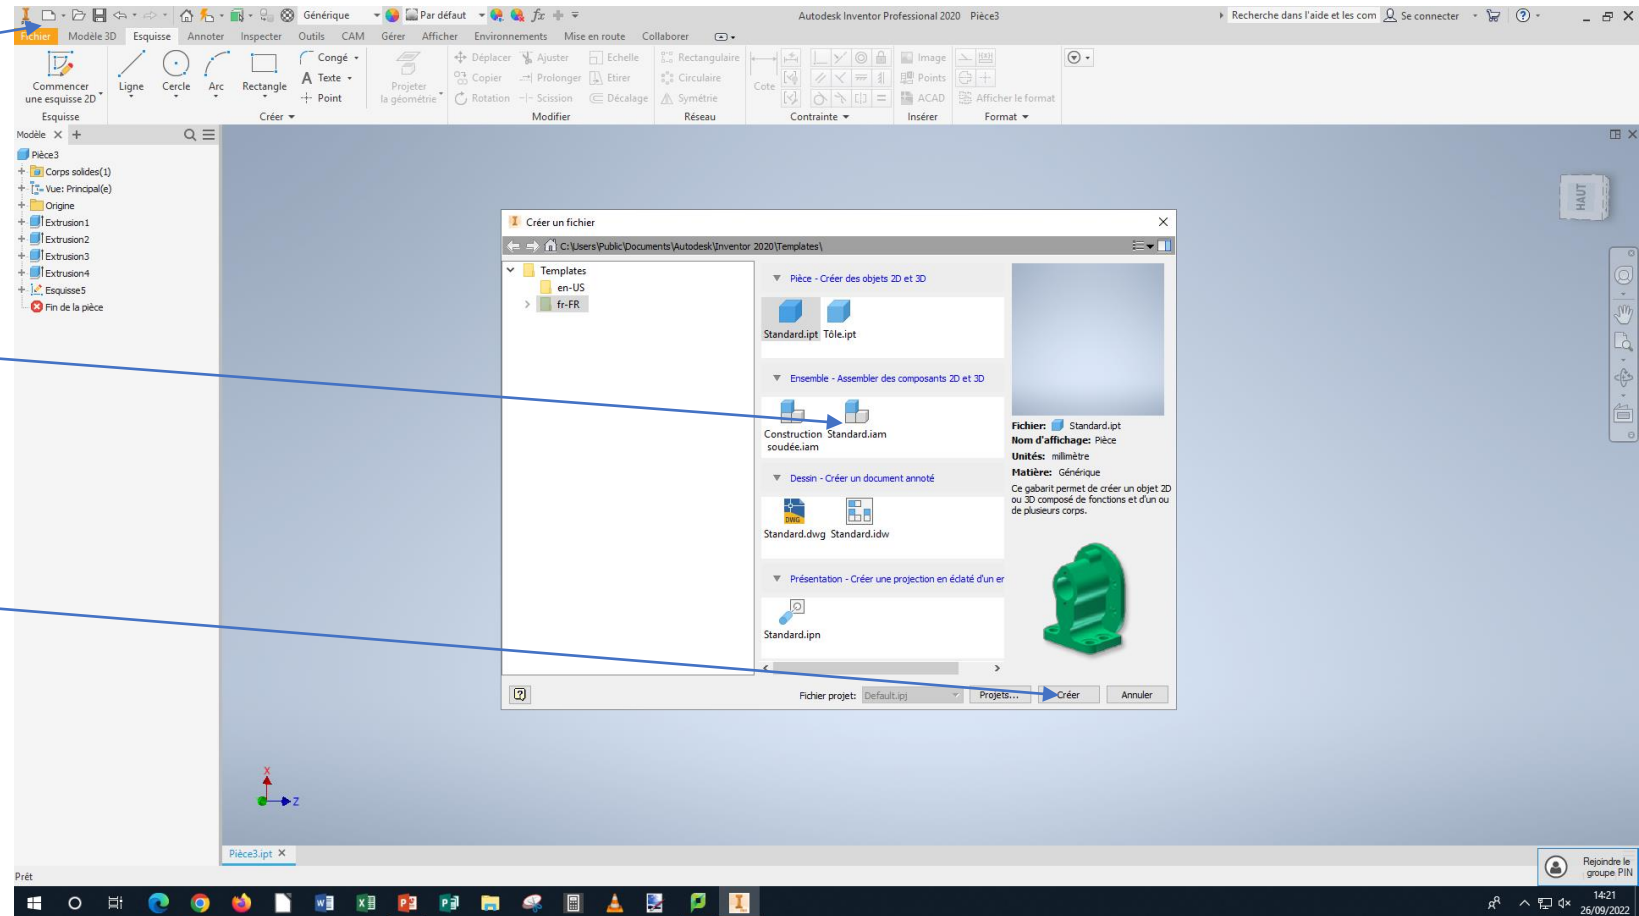 Générique
Par défaut
Autodesk Inventor Professional 2020 Pièce3
Recherche dans l'aide et les com
Se connecter
Fichier Modèle 3D Esquisse Annoter Inspecter Outils CAM Gérer Afficher Environnements Mise en route Collaborer
Commencer
une esquisse 2D
Ligne
Cercle
Arc
Rectangle
Congé
A Texte
Point
Projeter
la géométrie
Déplacer
Ajuster
Echelle
Copier
Prolonger
Etirer
Rotation
Scission
Décalage
Rectangulaire
Circulaire
Symétrie
Cote
Image
Points
ACAD
Afficher le format
Esquisse
Créer
Modifier
Réseau
Contrainte
Insérer
Format
Modèle
Pièce3
Corps solides(1)
Vue: Principal(e)
Origine
Extrusion1
Extrusion2
Extrusion3
Extrusion4
Esquisse5
Fin de la pièce
HAUT
Créer un fichier
C:\Users\Public\Documents\Autodesk\Inventor 2020\Templates\
Templates
en-US
fr-FR
Pièce - Créer des objets 2D et 3D
Standard.ipt Tôle.ipt
Ensemble - Assembler des composants 2D et 3D
Construction
soudée.iam
Standard.iam
Dessin - Créer un document annoté
DWG
Standard.dwg Standard.idw
Présentation - Créer une projection en éclaté d'un er
Standard.ipn
Fichier: Standard.ipt
Nom d'affichage: Pièce
Unités: millimètre
Matière: Générique
Ce gabarit permet de créer un objet 2D
ou 3D composé de fonctions et d'un ou
de plusieurs corps.
Fichier projet: Default.ipj
Projets...
Créer
Annuler
X
Z
Pièce3.ipt
Prêt
Rejoindre le
groupe PIN
14:21
26/09/2022